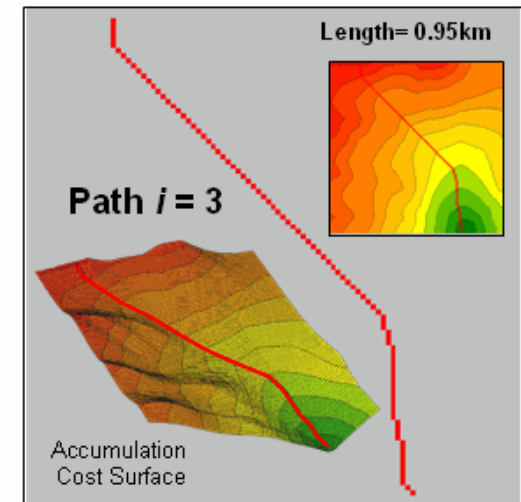 Length= 0.95km
Path i = 3
Accumulation
Cost Surface